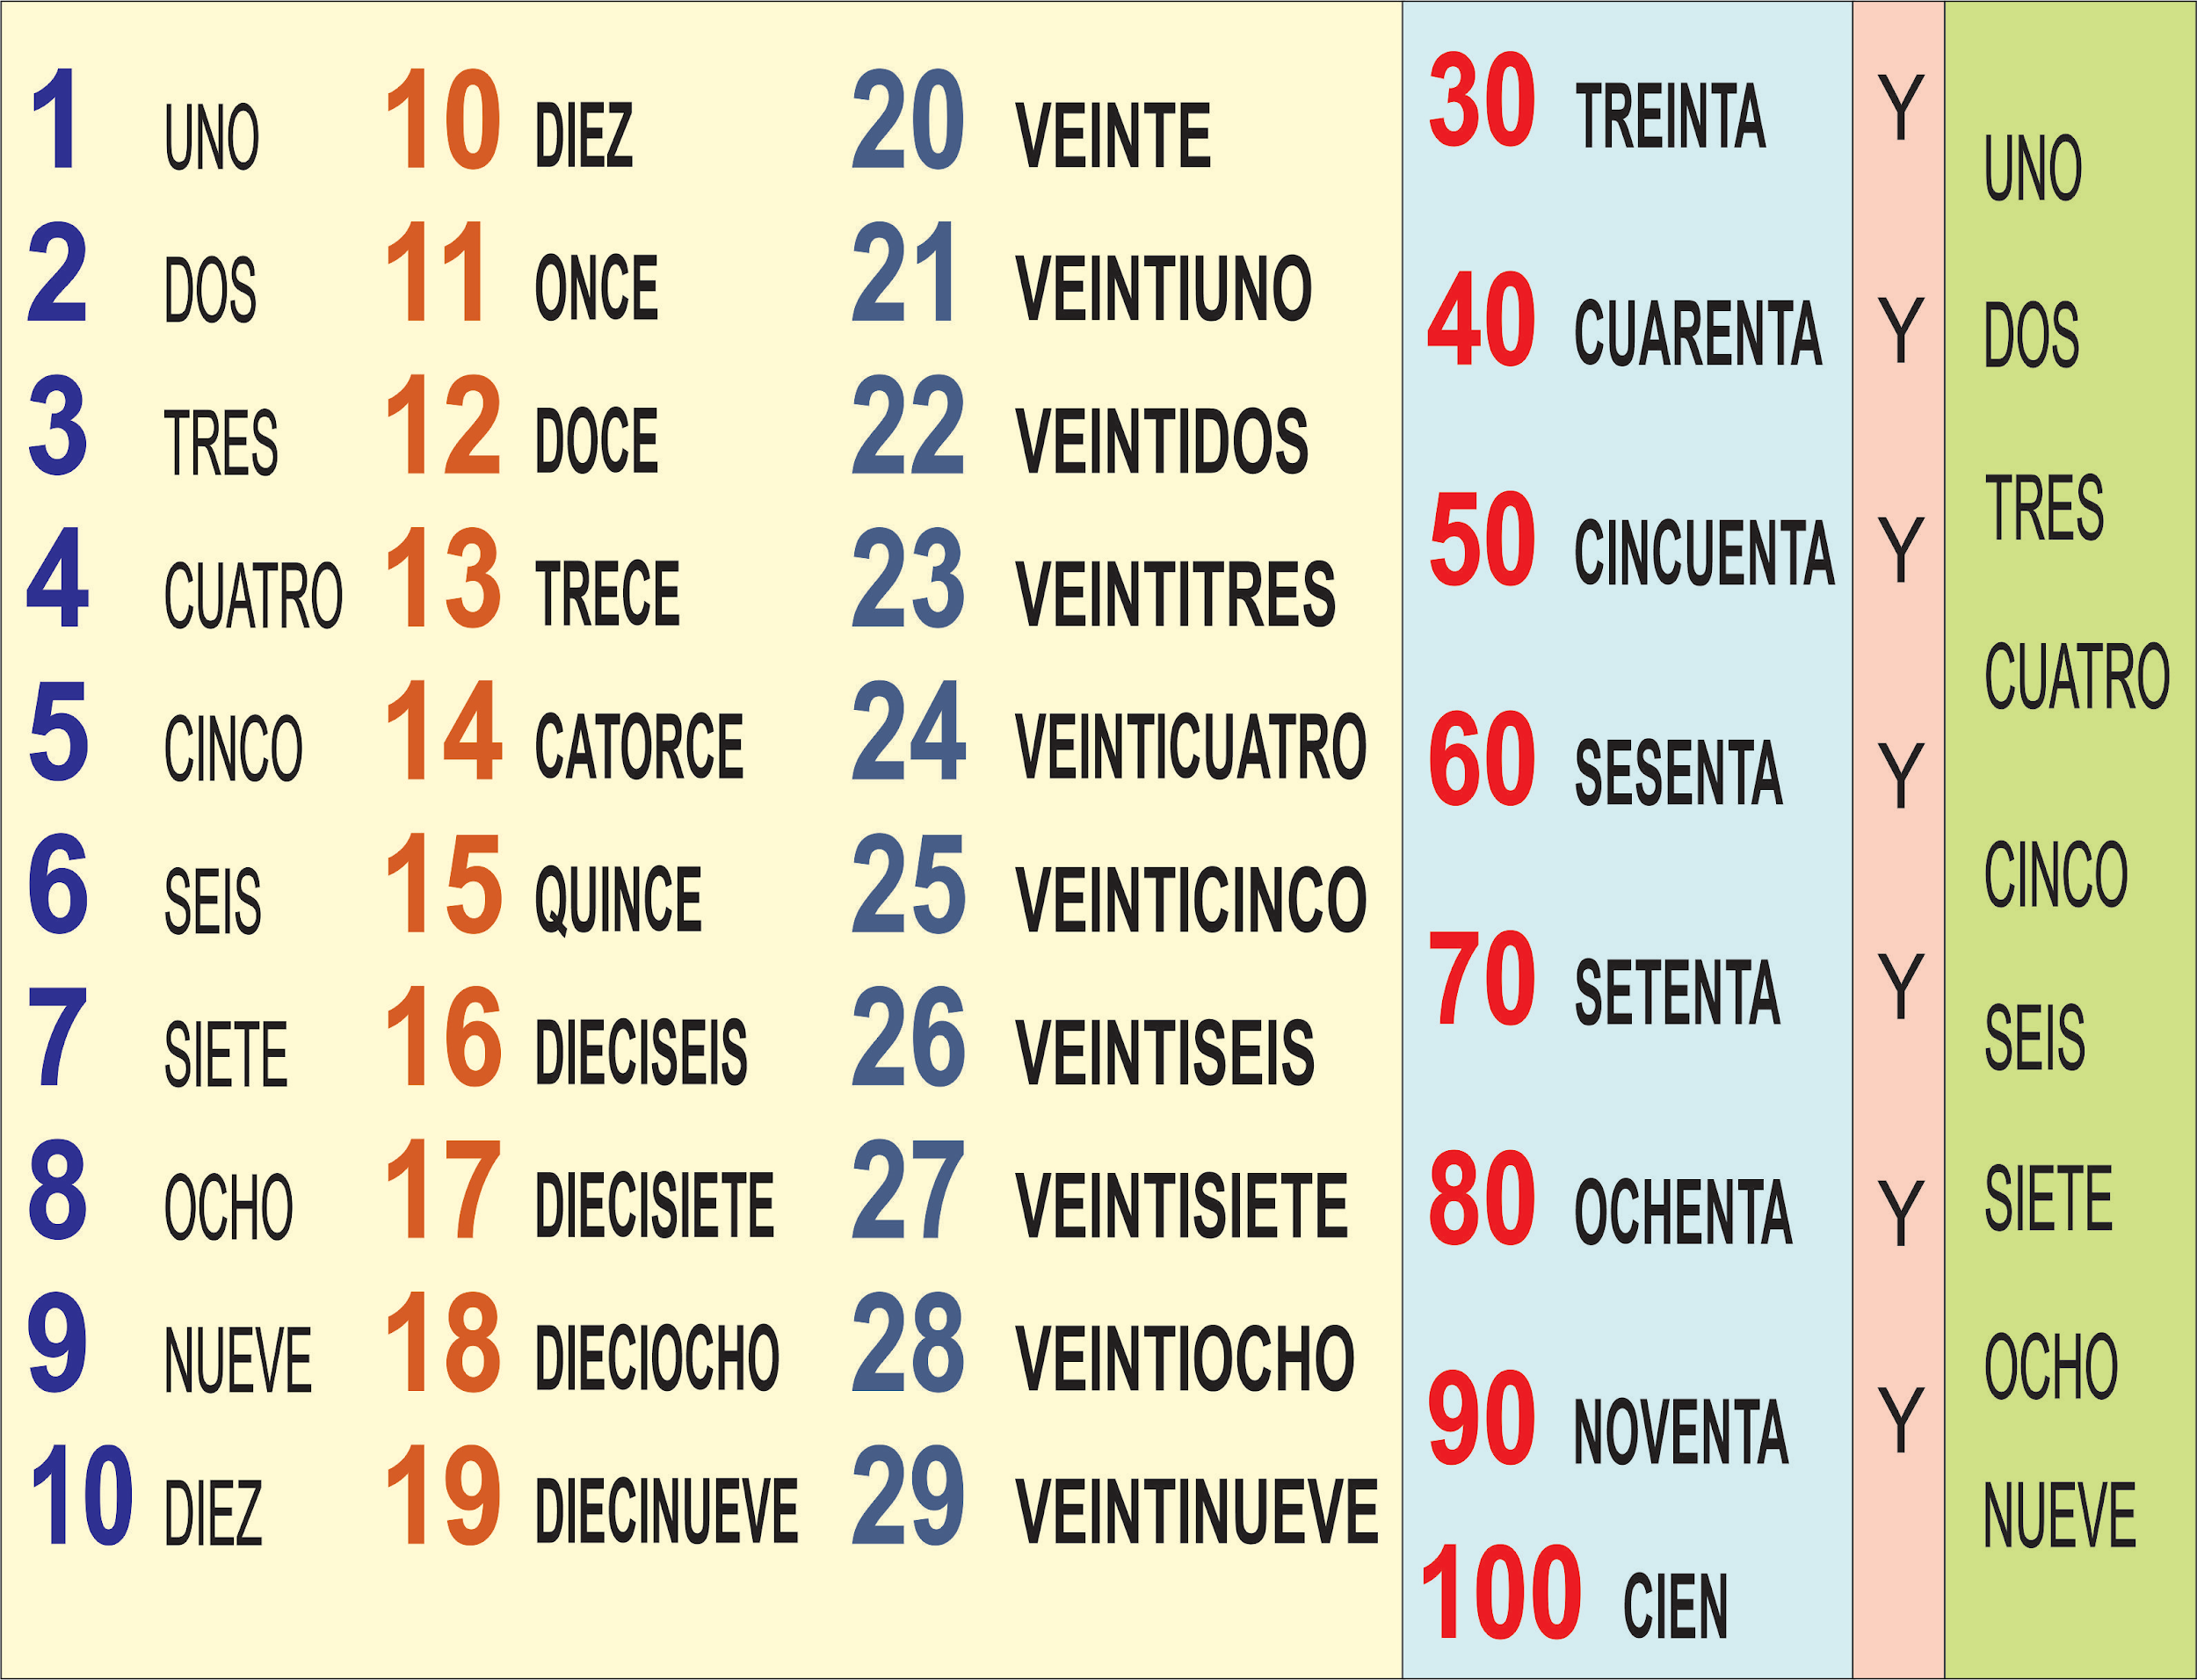 1 UNO 10 DIEZ 20 VEINTE
2 DOS 11 ONCE 21 VEINTIUNO
3 TRES 12 DOCE 22 VEINTIDOS
4 CUATRO 13 TRECE 23 VEINTITRES
5 CINCO 14 CATORCE 24 VEINTICUATRO
6 SEIS 15 QUINCE 25 VEINTICINCO
7 SIETE 16 DIECISEIS 26 VEINTISEIS
8 OCHO 17 DIECISIETE 27 VEINTISIETE
9 NUEVE 18 DIECIOCHO 28 VEINTIOCHO
10 DIEZ 19 DIECINUEVE 29 VEINTINUEVE
30 TREINTA Y
40 CUARENTA Y
50 CINCUENTA Y
60 SESENTA Y
70 SETENTA Y
80 OCHENTA Y
90 NOVENTA Y
100 CIEN
UNO
DOS
TRES
CUATRO
CINCO
SEIS
SIETE
OCHO
NUEVE